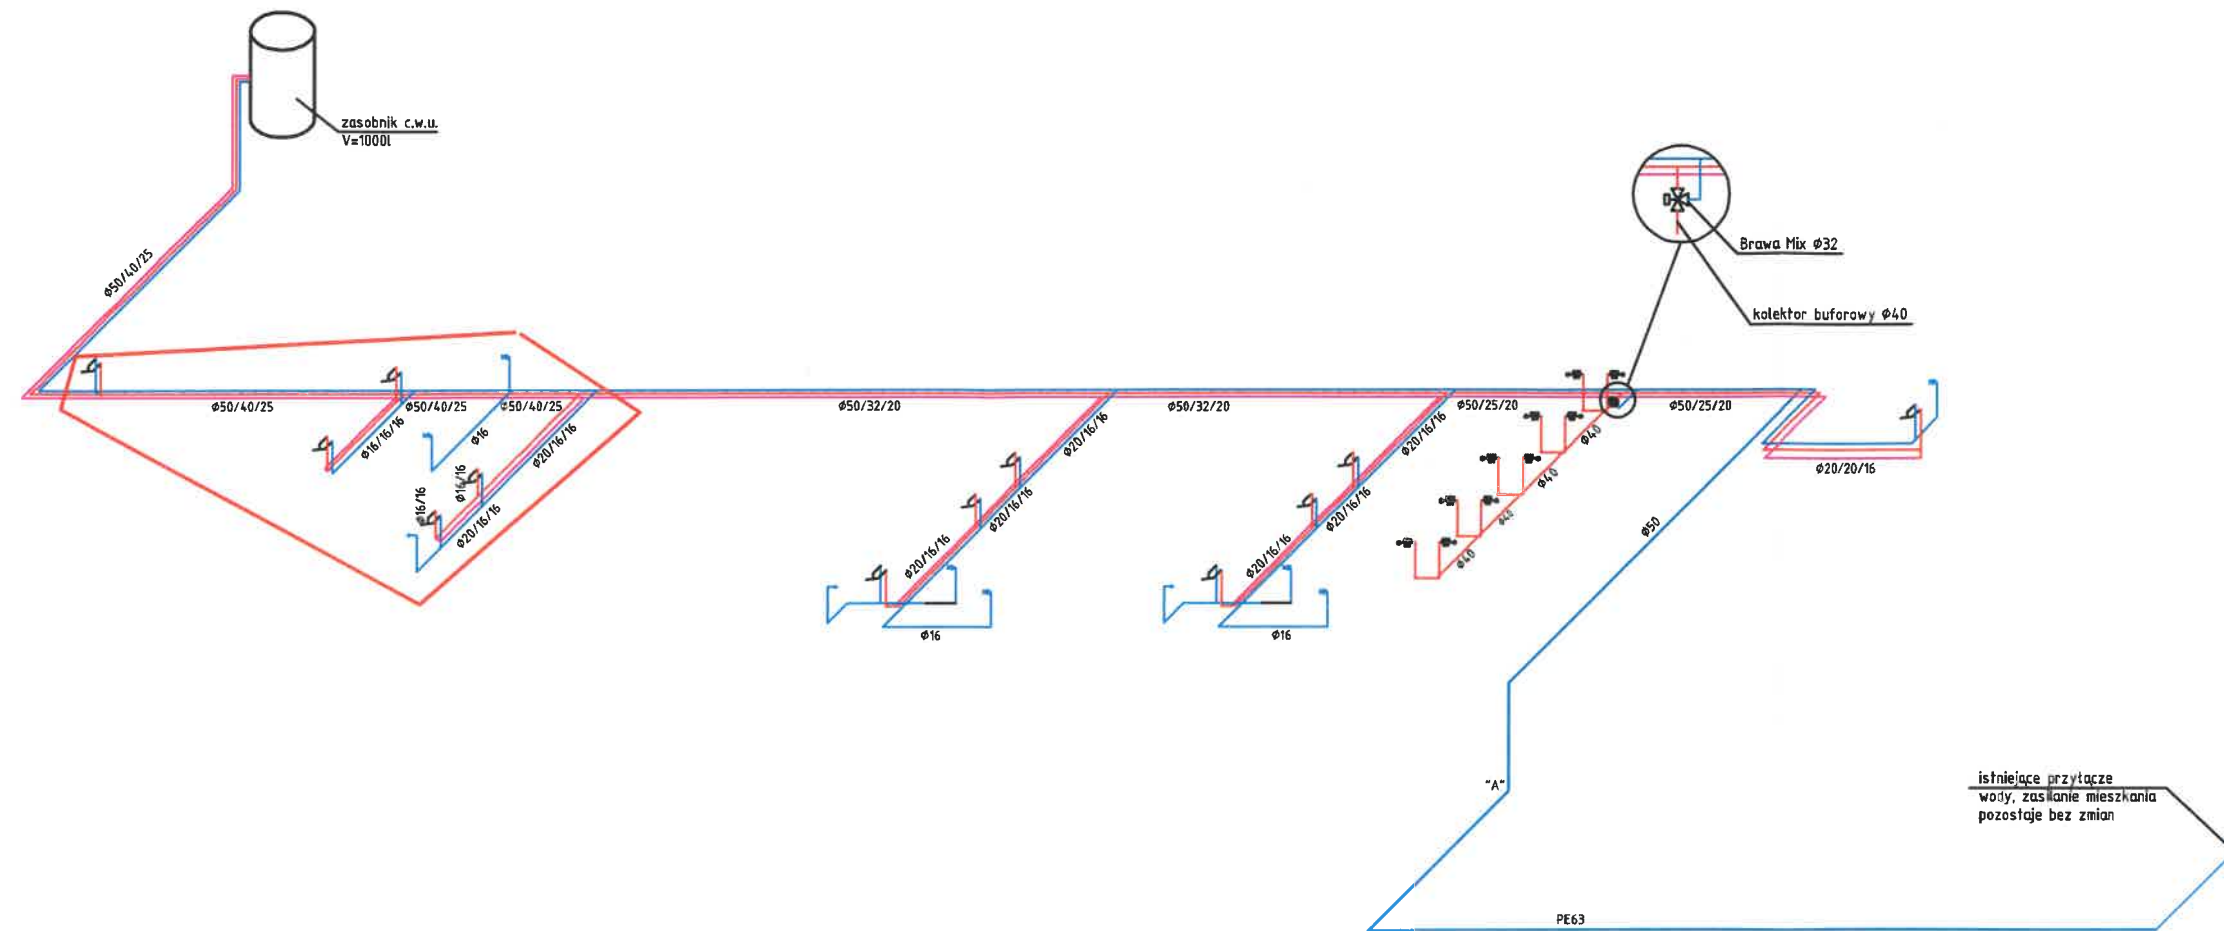 zasobnik c.w.u.
V=1000l
Brawa Mix ø32
kolektor buforowy ø40
ø50/40/25
ø50/40/25
ø50/40/25
ø50/40/25
ø50/32/20
ø50/32/20
ø50/25/20
ø50/25/20
ø16/16/16
ø16
ø20/16/16
ø16/16
ø16/16
ø20/16/16
ø20/16/16
ø20/16/16
ø20/16/16
ø16
ø20/16/16
ø20/16/16
ø20/16/16
ø16
ø40
ø40
ø40
ø40
ø20/20/16
ø50
"A"
istniejące przyłącze
wody, zasilanie mieszkania
pozostaje bez zmian
PE63